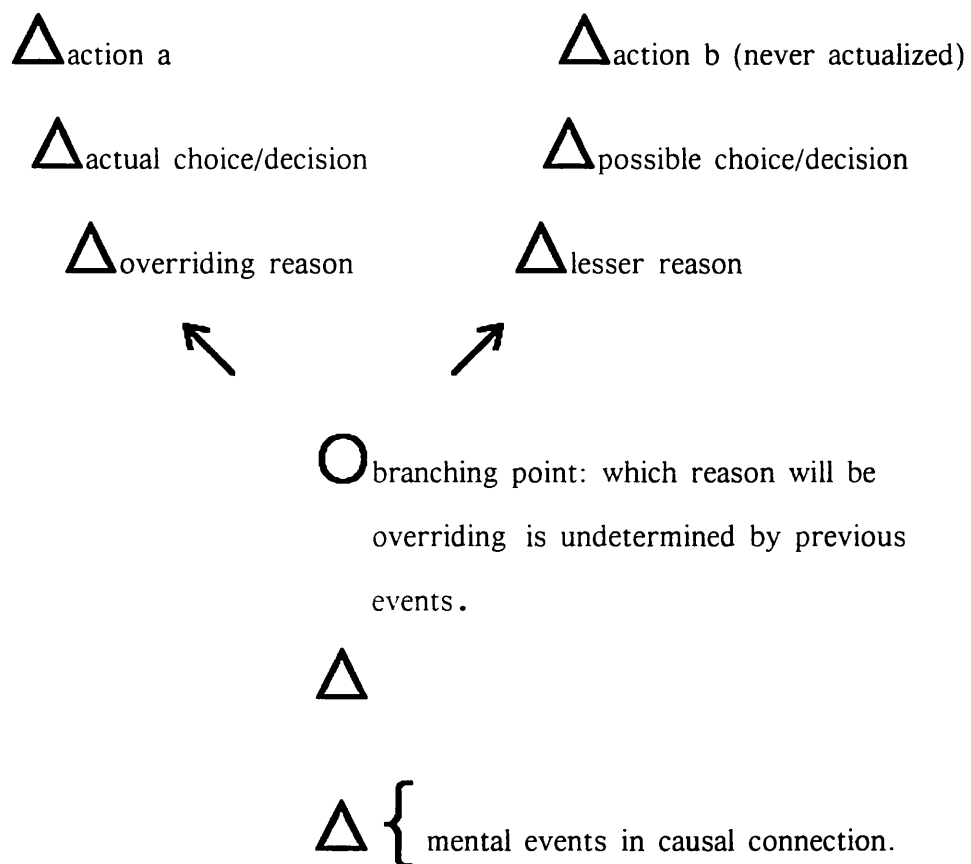 action a
action b (never actualized)
actual choice/decision
possible choice/decision
overriding reason
lesser reason
branching point: which reason will be
overriding is undetermined by previous
events.
mental events in causal connection.